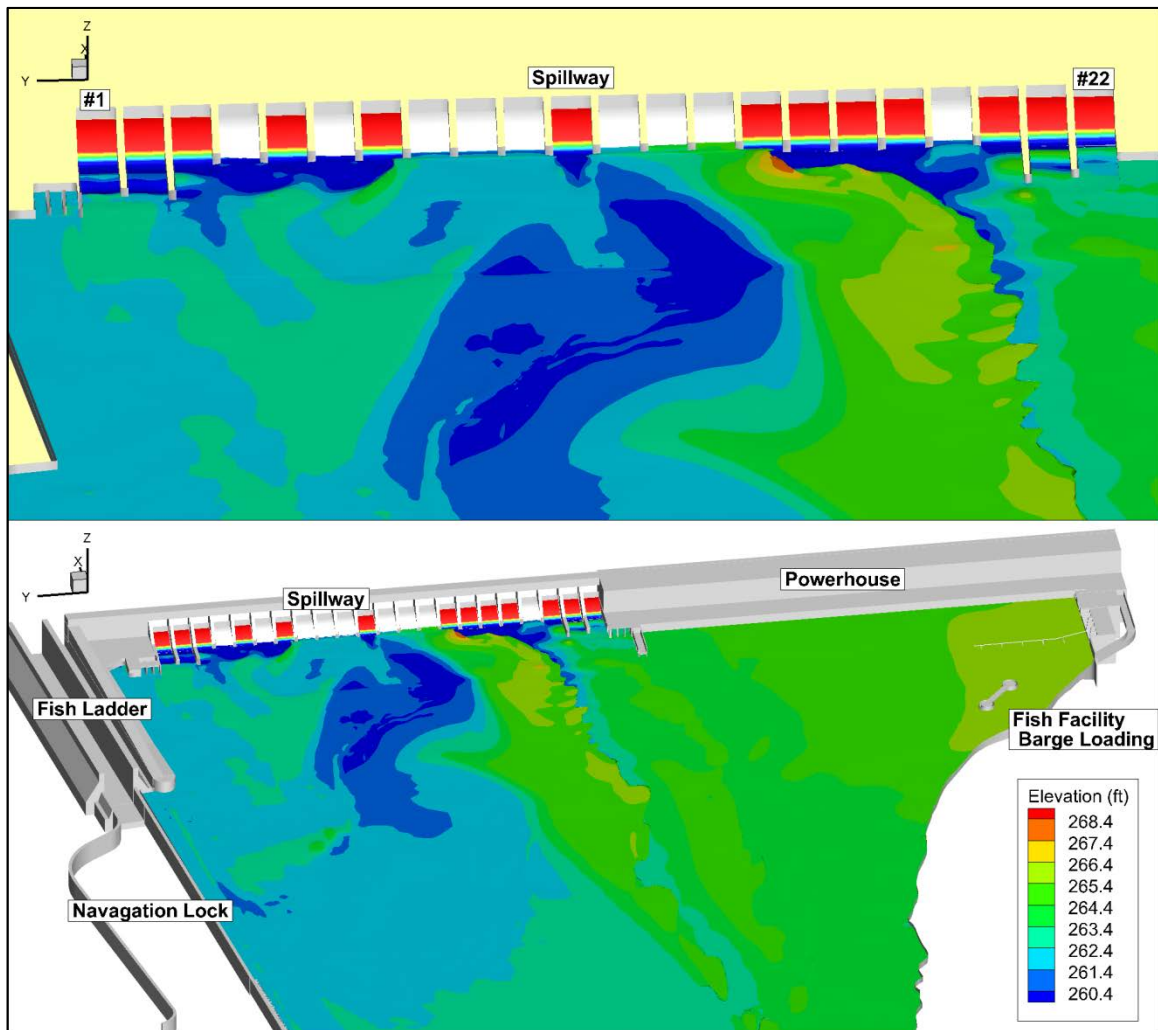 Z
X
Y
#1
Spillway
#22
Z
X
Y
Spillway
Powerhouse
Fish Ladder
Fish Facility
Barge Loading
Navagation Lock
Elevation (ft)
268.4
267.4
266.4
265.4
264.4
263.4
262.4
261.4
260.4